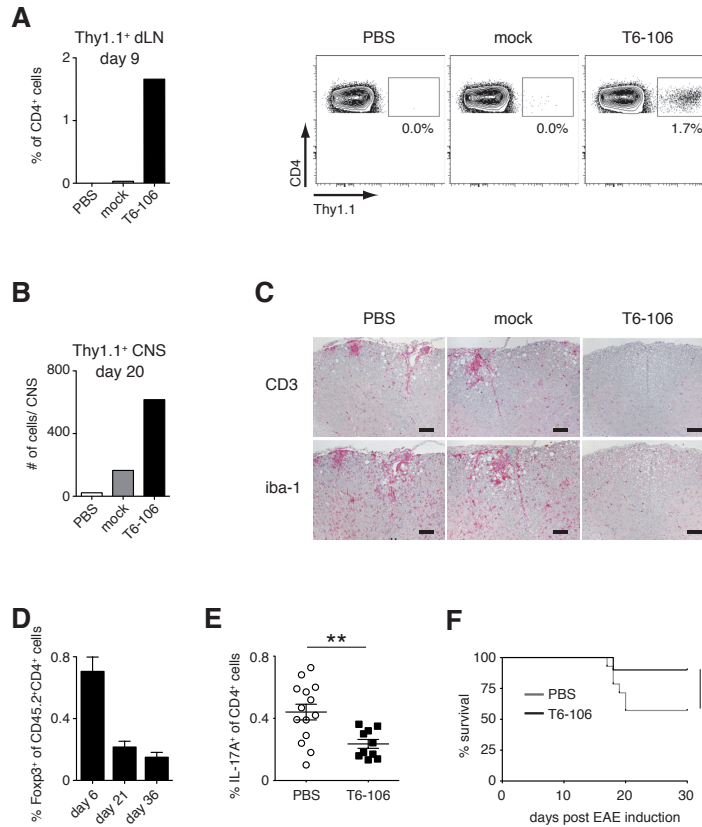 A
Thy1.1⁺ dLN
day 9
% of CD4⁺ cells
2
1
0
PBS
mock
T6-106
PBS
mock
T6-106
0.0%
0.0%
1.7%
CD4
Thy1.1
B
Thy1.1⁺ CNS
day 20
# of cells/ CNS
800
400
0
PBS
mock
T6-106
C
PBS
mock
T6-106
CD3
iba-1
D
% Foxp3⁺ of CD45.2⁺CD4⁺ cells
0.8
0.4
0
day 6
day 21
day 36
E
**
% IL-17A⁺ of CD4⁺ cells
0.8
0.4
0
PBS
T6-106
F
% survival
100
75
50
25
0
PBS
T6-106
0
10
20
30
days post EAE induction